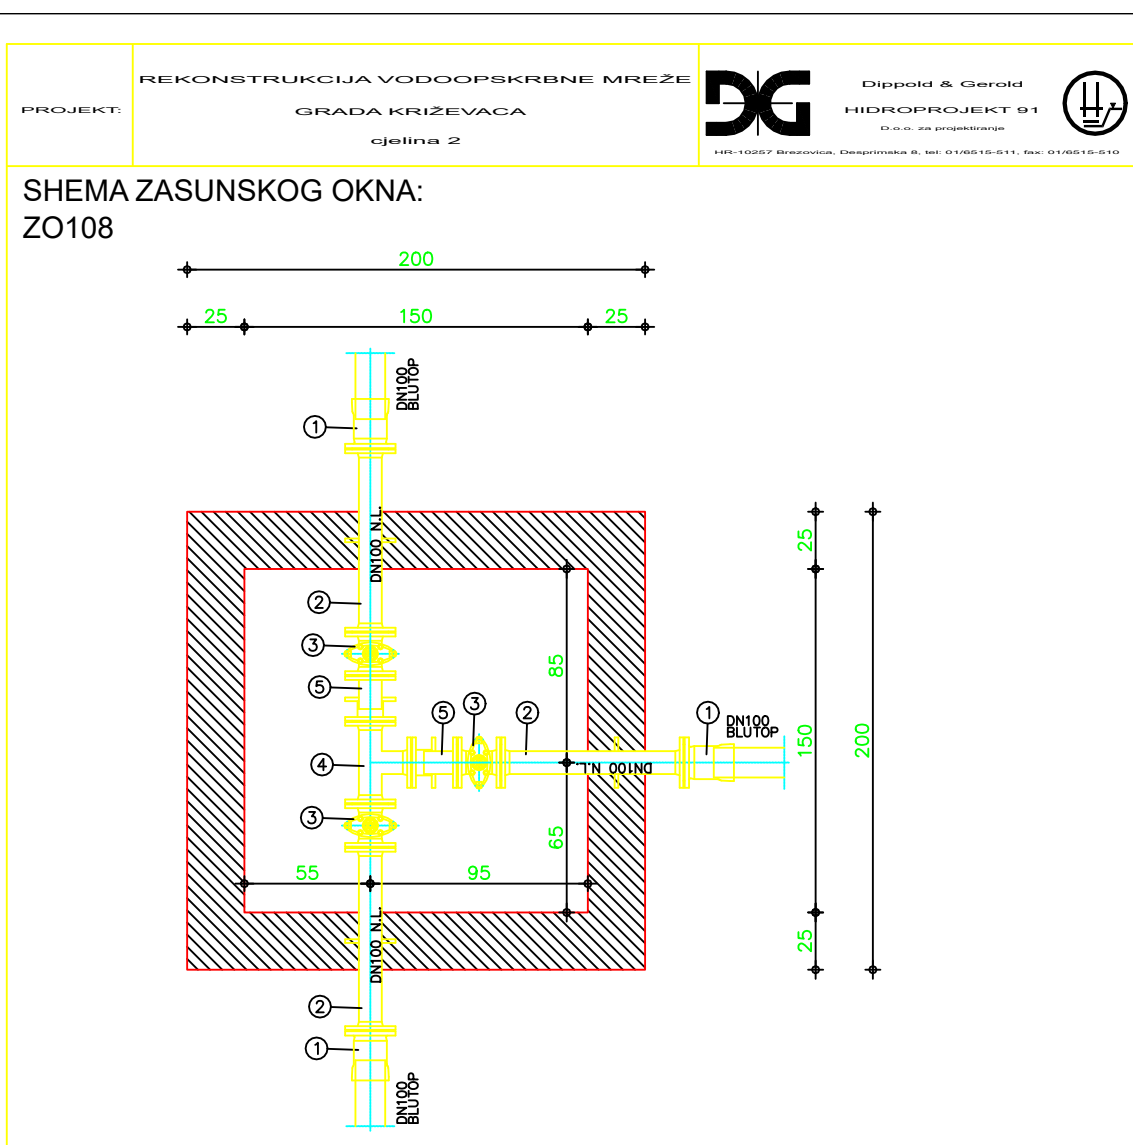 PROJEKT:
REKONSTRUKCIJA VODOOPSKRBNE MREŽE
GRADA KRIŽEVACA
cjelina 2
DG
Dippold & Gerold
HIDROPROJEKT 91
D.o.o. za projektiranje
HR-10257 Brezovica, Desprimska 8, tel: 01/6515-511, fax: 01/6515-510
SHEMA ZASUNSKOG OKNA:
ZO108
200
25 150 25
DN100
BLUTOP
1
DN100 N.L.
25
2
3
85
5
5
3
2
1
DN100
BLUTOP
150
200
4
DN100 N.L.
3
65
55
95
DN100 N.L.
25
2
1
DN100
BLUTOP